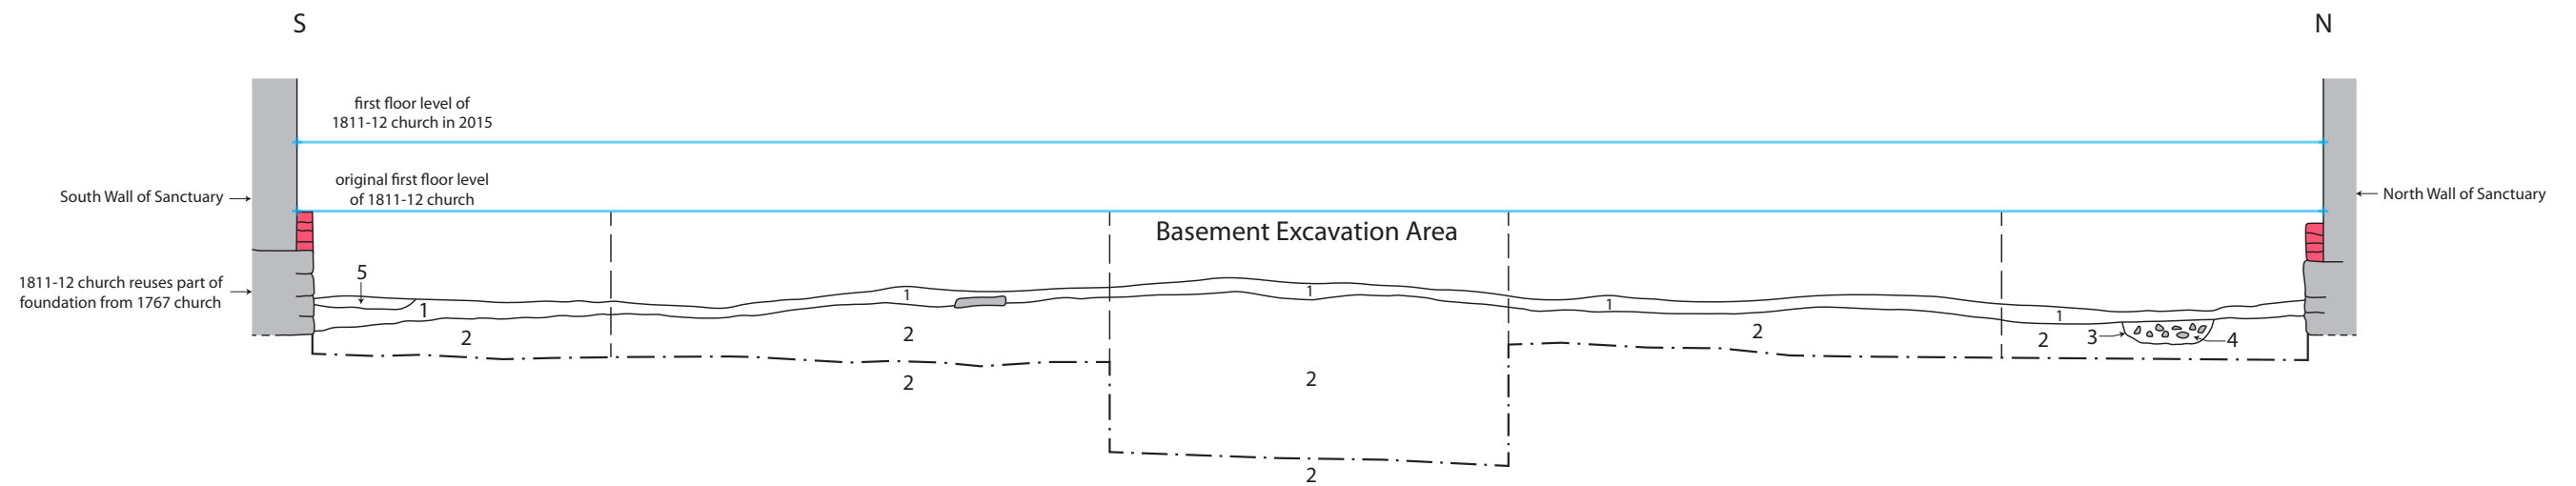 S
N
first floor level of
1811-12 church in 2015
original first floor level
of 1811-12 church
South Wall of Sanctuary
North Wall of Sanctuary
Basement Excavation Area
1811-12 church reuses part of
foundation from 1767 church
5
1
1
1
1
1
2
2
2
2
3
4
2
2
2